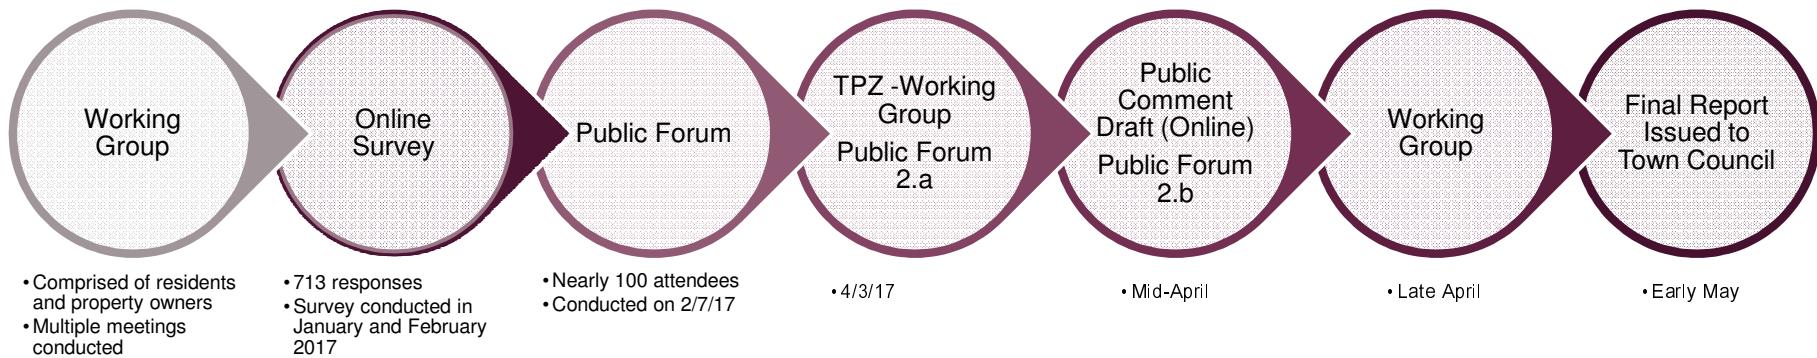 Working
Group
• Comprised of residents
and property owners
• Multiple meetings
conducted
Online
Survey
• 713 responses
• Survey conducted in
January and February
2017
Public Forum
• Nearly 100 attendees
• Conducted on 2/7/17
TPZ -Working
Group
Public Forum
2.a
• 4/3/17
Public
Comment
Draft (Online)
Public Forum
2.b
• Mid-April
Working
Group
• Late April
Final Report
Issued to
Town Council
• Early May